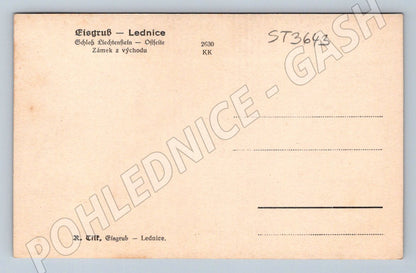 Eisgrub — Lednice
Schloß Liechtenstein — Ostseite
Zámek z východu
2630
KK
ST3643
POHLEDNICE - GASH
R. Tilk, Eisgrub — Lednice.